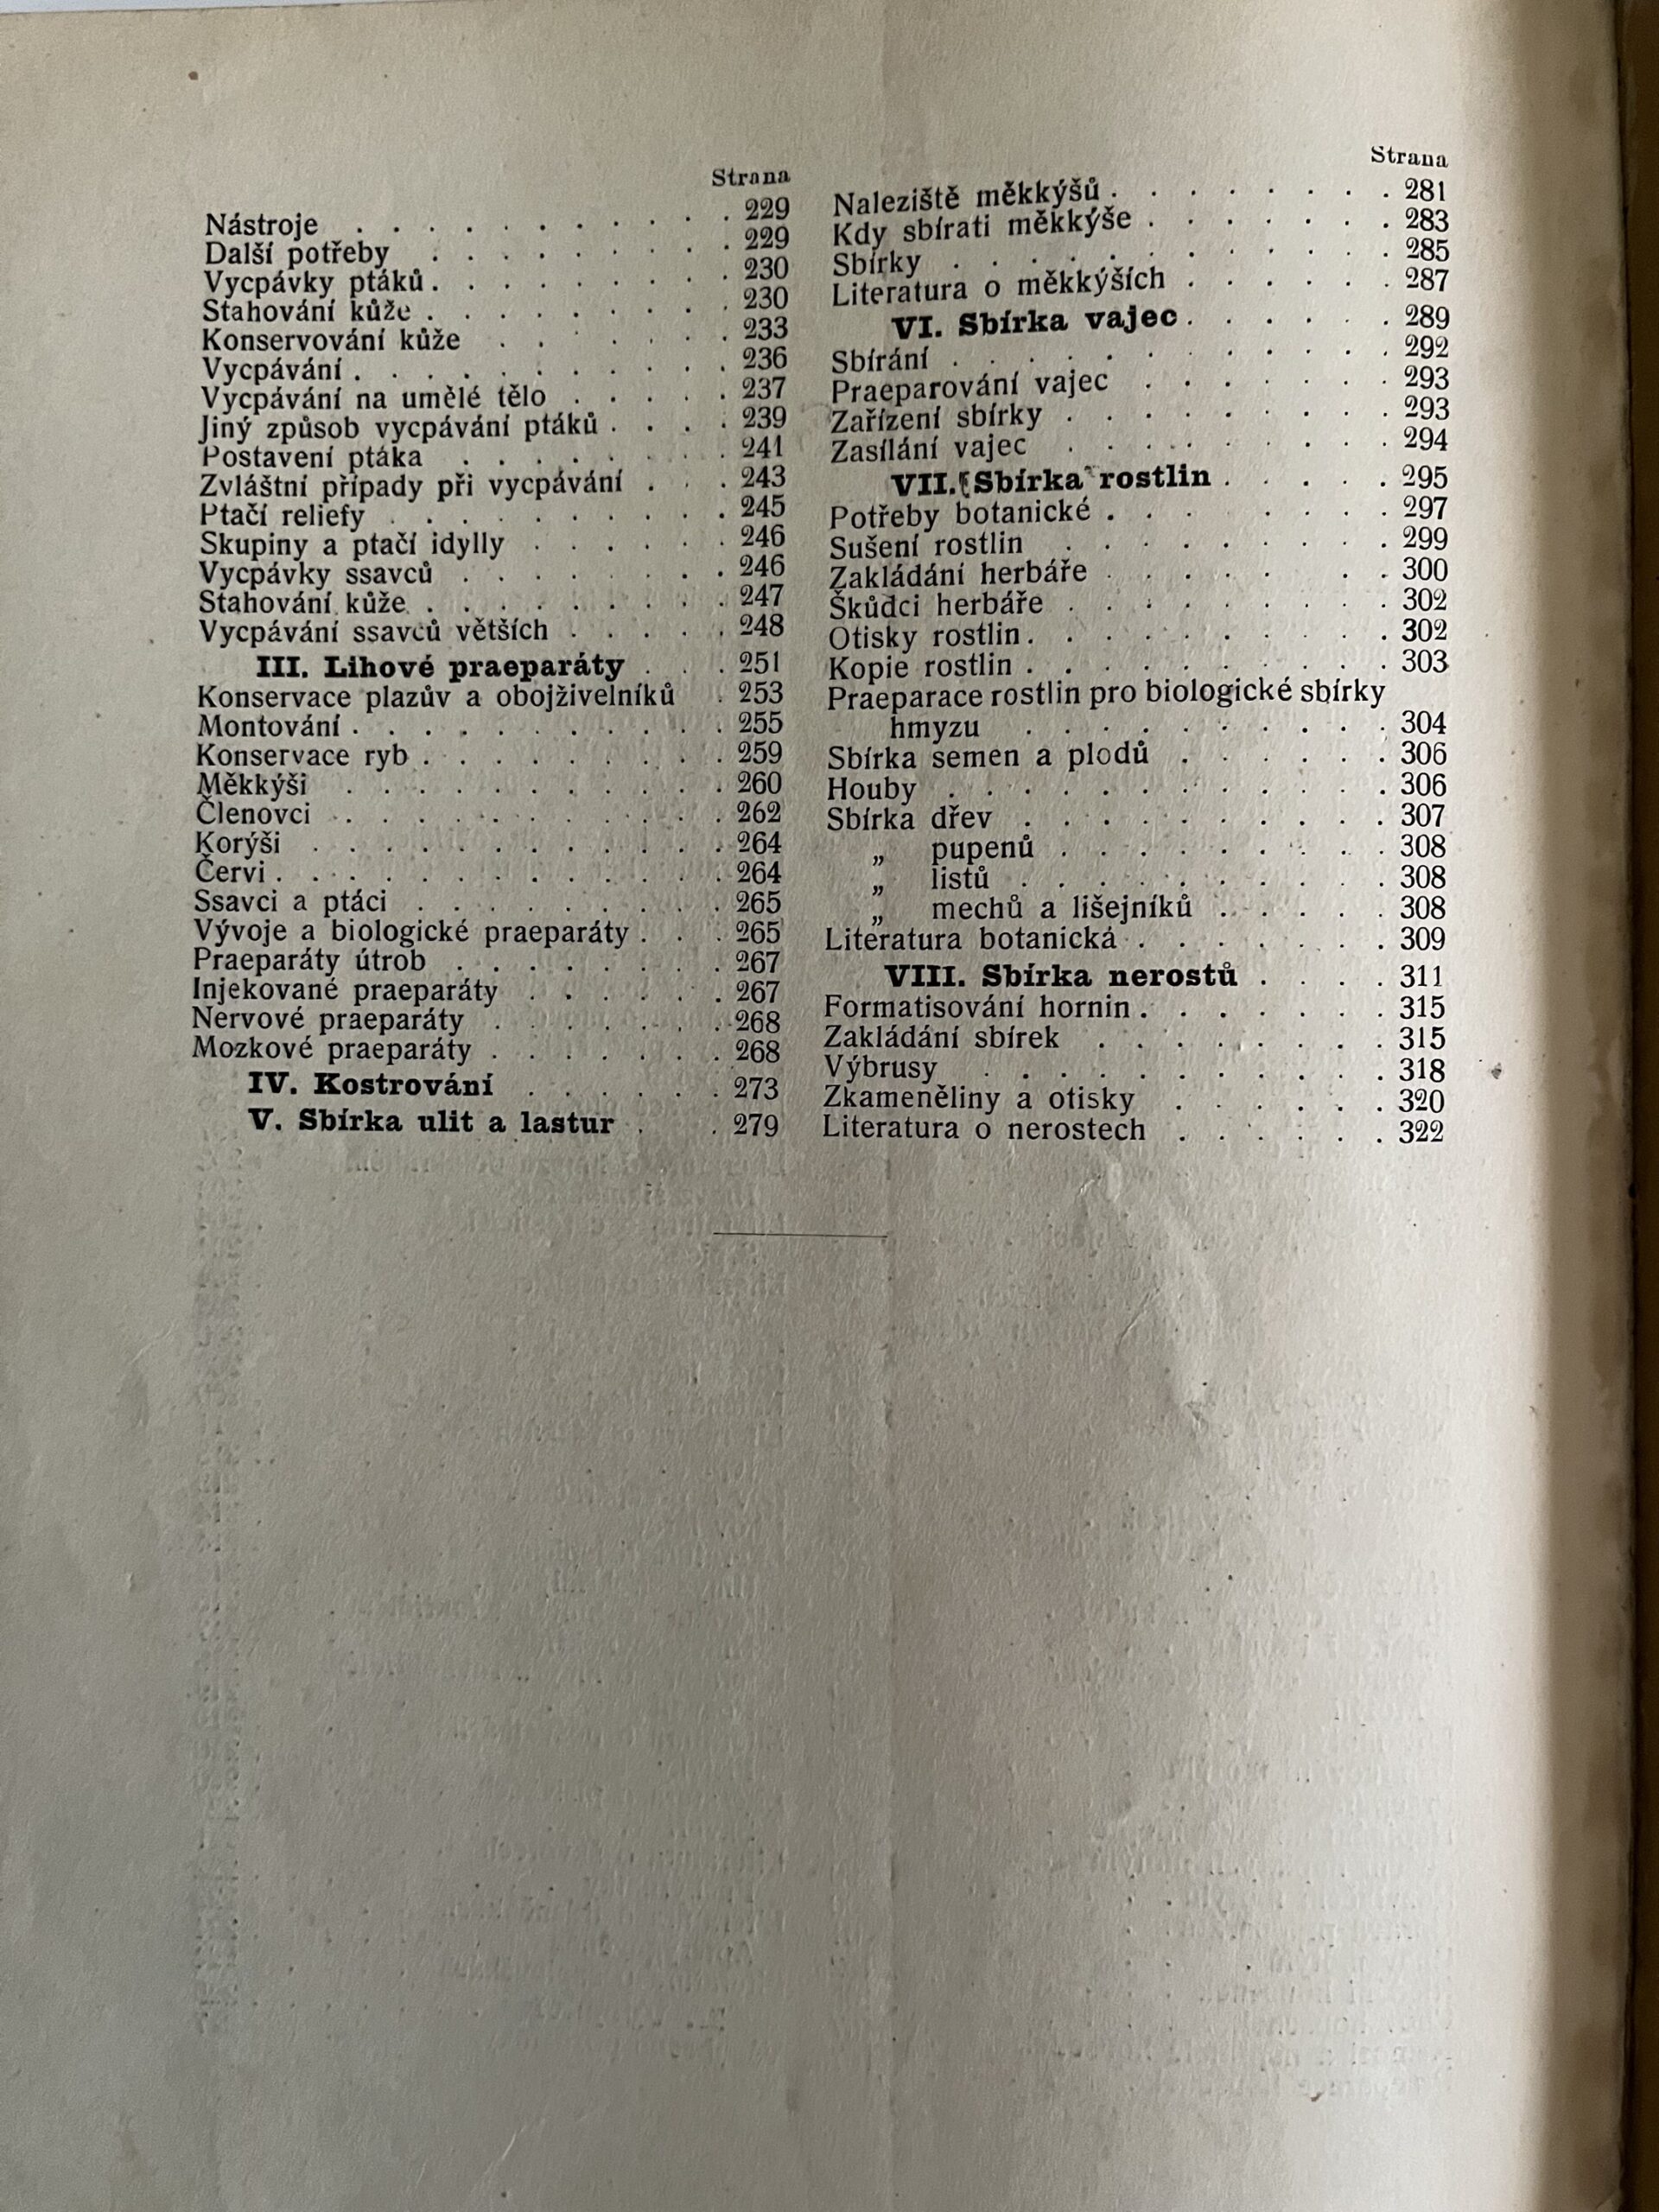 Strana
Nástroje . . . . . . . . . . 229
Další potřeby . . . . . . . . 229
Vycpávky ptáků . . . . . . . . 230
Stahování kůže . . . . . . . . 230
Konservování kůže . . . . . . 233
Vycpávání . . . . . . . . . . 236
Vycpávání na umělé tělo . . . . . 237
Jiný způsob vycpávání ptáků . . . . 239
Postavení ptáka . . . . . . . . 241
Zvláštní případy při vycpávání . . . 243
Ptačí reliefy . . . . . . . . . 245
Skupiny a ptačí idylly . . . . . . 246
Vycpávky ssavců . . . . . . . 246
Stahování kůže . . . . . . . . 247
Vycpávání ssavců větších . . . . . 248
III. Lihové praeparáty . . . 251
Konservace plazův a obojživelníků . 253
Montování . . . . . . . . . . 255
Konservace ryb . . . . . . . . 259
Měkkýši . . . . . . . . . . 260
Členovci . . . . . . . . . . 262
Korýši . . . . . . . . . . . 264
Červi . . . . . . . . . . . . 264
Ssavci a ptáci . . . . . . . . 265
Vývoje a biologické praeparáty . . . 265
Praeparáty útrob . . . . . . . 267
Injekované praeparáty . . . . . . 267
Nervové praeparáty . . . . . . . 268
Mozkové praeparáty . . . . . . . 268
IV. Kostrování . . . . . . 273
V. Sbírka ulit a lastur . . 279
Strana
Naleziště měkkýšů . . . . . . . . 281
Kdy sbírati měkkýše . . . . . . . 283
Sbírky . . . . . . . . . . . 285
Literatura o měkkýších . . . . . . 287
VI. Sbírka vajec . . . . . . 289
Sbírání . . . . . . . . . . . 292
Praeparování vajec . . . . . . . 293
Zařízení sbírky . . . . . . . . . 293
Zasílání vajec . . . . . . . . . 294
VII. Sbírka rostlin . . . . . 295
Potřeby botanické . . . . . . . . 297
Sušení rostlin . . . . . . . . . 299
Zakládání herbáře . . . . . . . 300
Škůdci herbáře . . . . . . . . . 302
Otisky rostlin . . . . . . . . . . 302
Kopie rostlin . . . . . . . . . . 303
Praeparace rostlin pro biologické sbírky
hmyzu . . . . . . . . . . 304
Sbírka semen a plodů . . . . . . 306
Houby . . . . . . . . . . . . 306
Sbírka dřev . . . . . . . . . . 307
„ pupenů . . . . . . . . . 308
„ listů . . . . . . . . . . 308
„ mechů a lišejníků . . . . . 308
Literatura botanická . . . . . . . 309
VIII. Sbírka nerostů . . . . 311
Formatisování hornin . . . . . . . 315
Zakládání sbírek . . . . . . . . 315
Výbrusy . . . . . . . . . . . 318
Zkameněliny a otisky . . . . . . 320
Literatura o nerostech . . . . . . 322